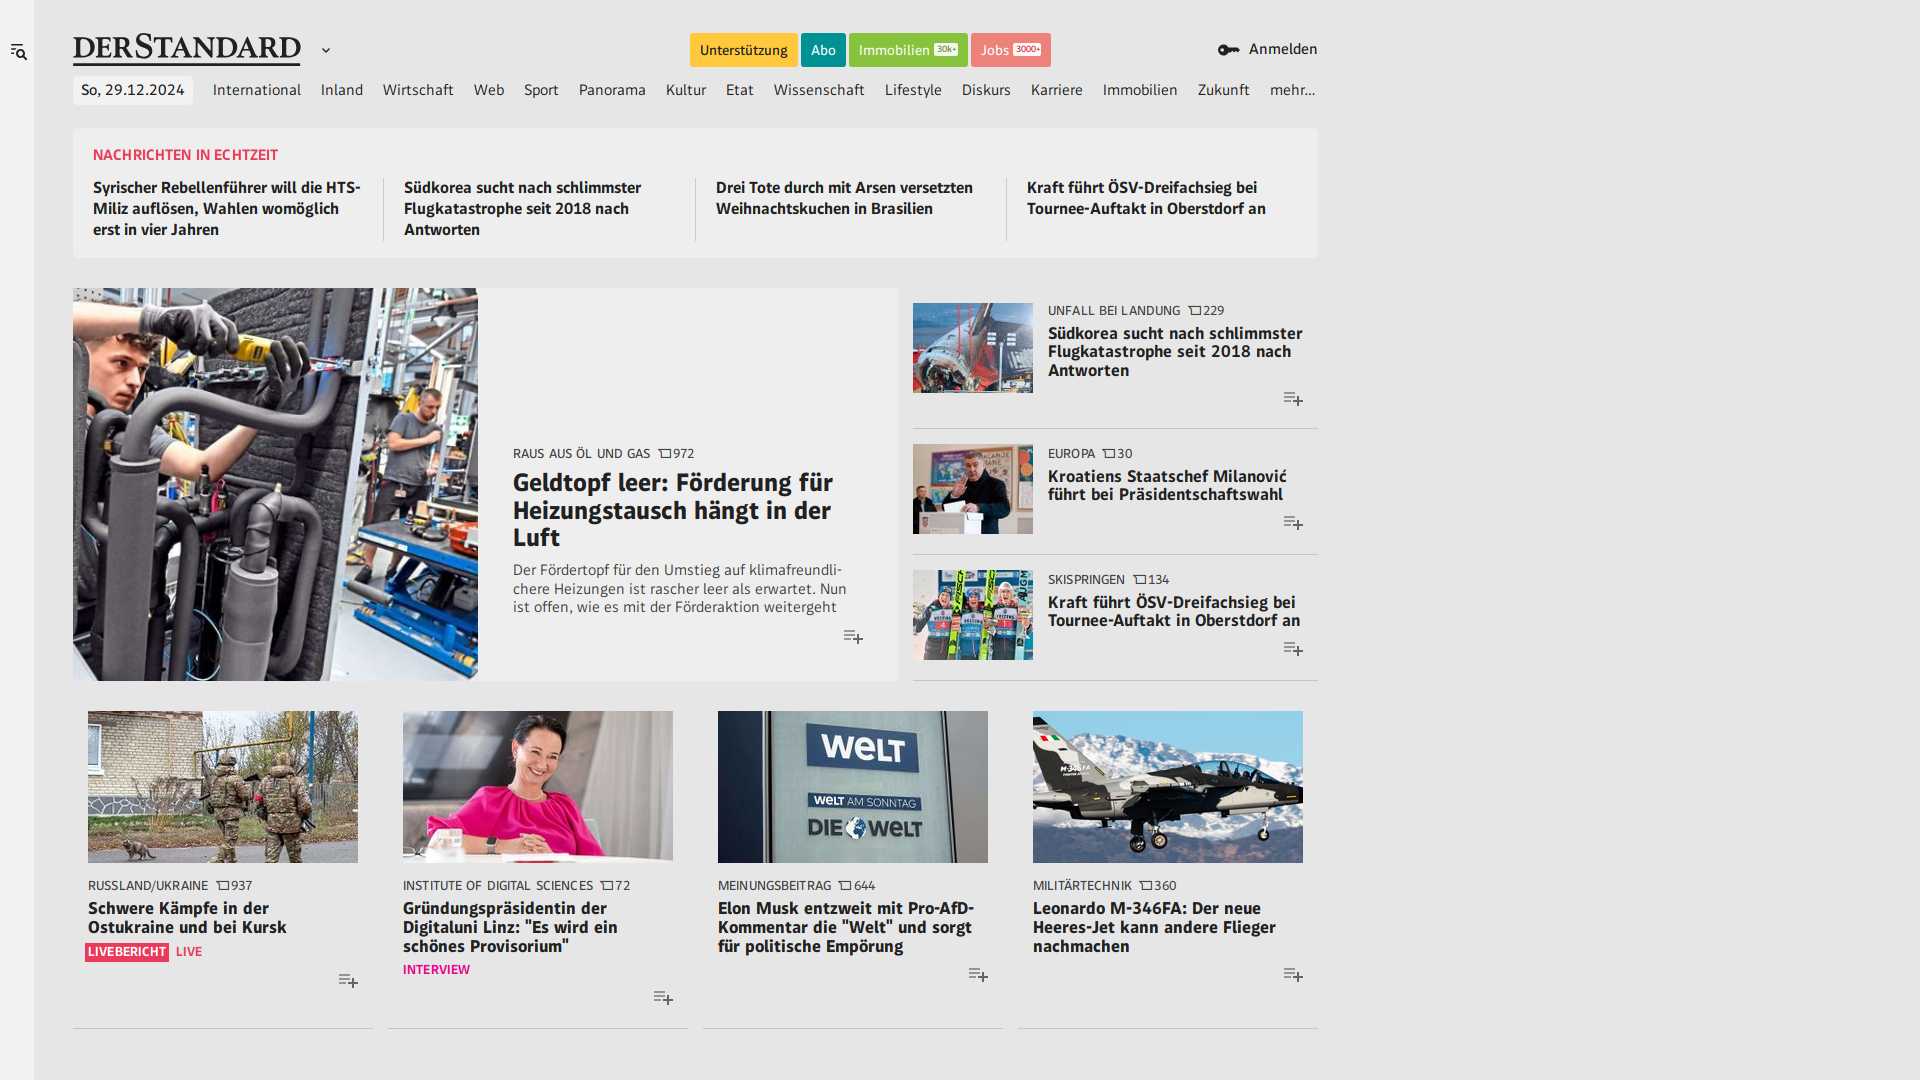 DERSTANDARD
Unterstützung
Abo
Immobilien 30k+
Jobs 3000+
Anmelden
So, 29.12.2024
International
Inland
Wirtschaft
Web
Sport
Panorama
Kultur
Etat
Wissenschaft
Lifestyle
Diskurs
Karriere
Immobilien
Zukunft
mehr...
NACHRICHTEN IN ECHTZEIT
Syrischer Rebellenführer will die HTS-
Miliz auflösen, Wahlen womöglich
erst in vier Jahren
Südkorea sucht nach schlimmster
Flugkatastrophe seit 2018 nach
Antworten
Drei Tote durch mit Arsen versetzten
Weihnachtskuchen in Brasilien
Kraft führt ÖSV-Dreifachsieg bei
Tournee-Auftakt in Oberstdorf an
RAUS AUS ÖL UND GAS 972
Geldtopf leer: Förderung für
Heizungstausch hängt in der
Luft
Der Fördertopf für den Umstieg auf klimafreundli-
chere Heizungen ist rascher leer als erwartet. Nun
ist offen, wie es mit der Förderaktion weitergeht
UNFALL BEI LANDUNG 229
Südkorea sucht nach schlimmster
Flugkatastrophe seit 2018 nach
Antworten
EUROPA 30
Kroatiens Staatschef Milanović
führt bei Präsidentschaftswahl
SKISPRINGEN 134
Kraft führt ÖSV-Dreifachsieg bei
Tournee-Auftakt in Oberstdorf an
RUSSLAND/UKRAINE 937
Schwere Kämpfe in der
Ostukraine und bei Kursk
LIVEBERICHT LIVE
INSTITUTE OF DIGITAL SCIENCES 72
Gründungspräsidentin der
Digitaluni Linz: "Es wird ein
schönes Provisorium"
INTERVIEW
WELT
WELT AM SONNTAG
DIE WELT
MEINUNGSBEITRAG 644
Elon Musk entzweit mit Pro-AfD-
Kommentar die "Welt" und sorgt
für politische Empörung
M-346FA
MILITÄRTECHNIK 360
Leonardo M-346FA: Der neue
Heeres-Jet kann andere Flieger
nachmachen